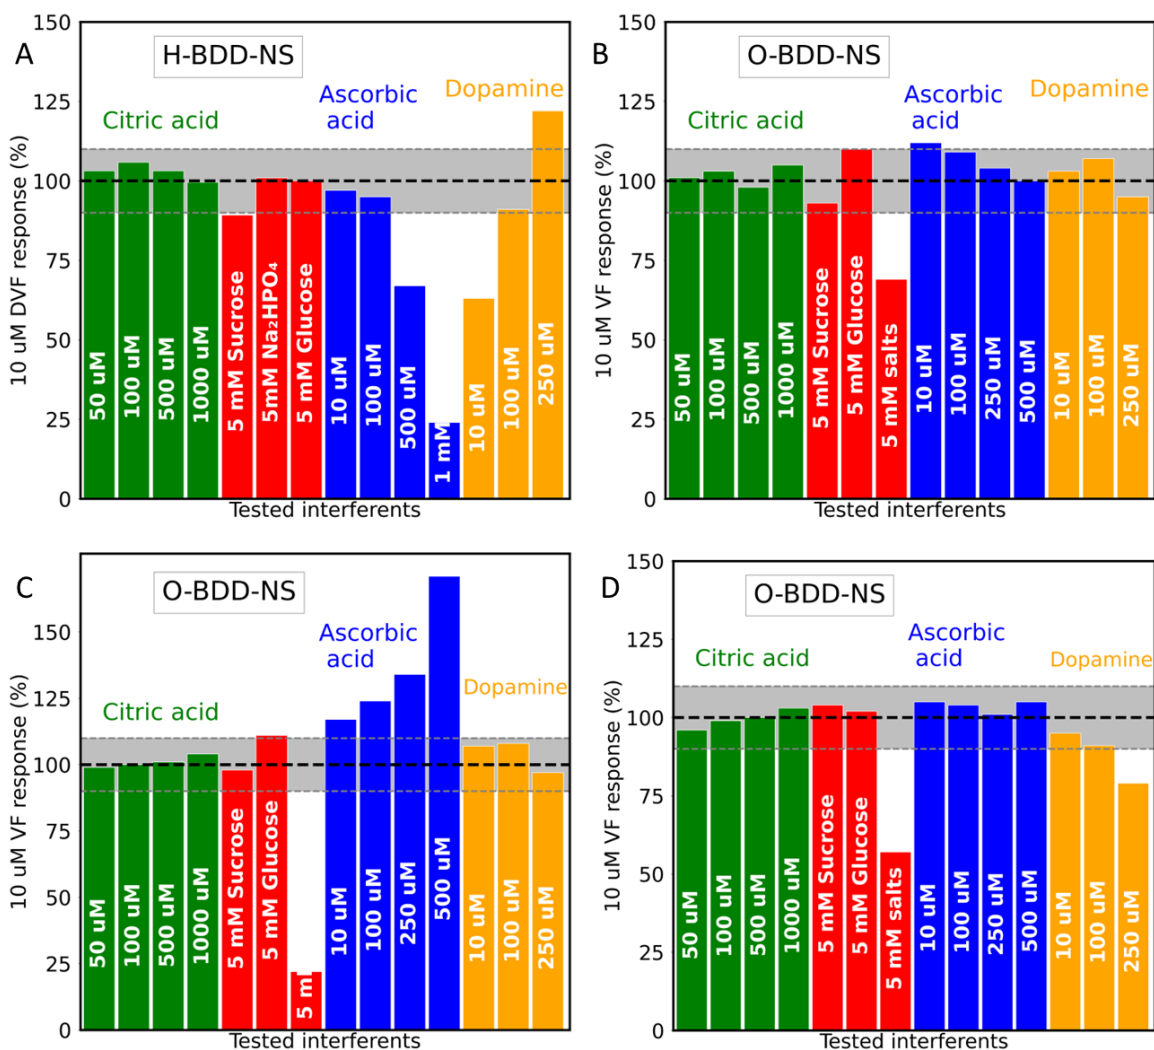 A
H-BDD-NS
10 uM DVF response (%)
150
125
100
75
50
25
0
Citric acid
Ascorbic
acid
Dopamine
50 uM
100 uM
500 uM
1000 uM
5 mM Sucrose
5mM Na₂HPO₄
5 mM Glucose
10 uM
100 uM
500 uM
1 mM
10 uM
100 uM
250 uM
Tested interferents
B
O-BDD-NS
10 uM VF response (%)
150
125
100
75
50
25
0
Citric acid
Ascorbic
acid
Dopamine
50 uM
100 uM
500 uM
1000 uM
5 mM Sucrose
5 mM Glucose
5 mM salts
10 uM
100 uM
250 uM
500 uM
10 uM
100 uM
250 uM
Tested interferents
C
O-BDD-NS
10 uM VF response (%)
150
125
100
75
50
25
0
Citric acid
Ascorbic
acid
Dopamine
50 uM
100 uM
500 uM
1000 uM
5 mM Sucrose
5 mM Glucose
5 m
10 uM
100 uM
250 uM
500 uM
10 uM
100 uM
250 uM
Tested interferents
D
O-BDD-NS
10 uM VF response (%)
150
125
100
75
50
25
0
Citric acid
Ascorbic
acid
Dopamine
50 uM
100 uM
500 uM
1000 uM
5 mM Sucrose
5 mM Glucose
5 mM salts
10 uM
100 uM
250 uM
500 uM
10 uM
100 uM
250 uM
Tested interferents